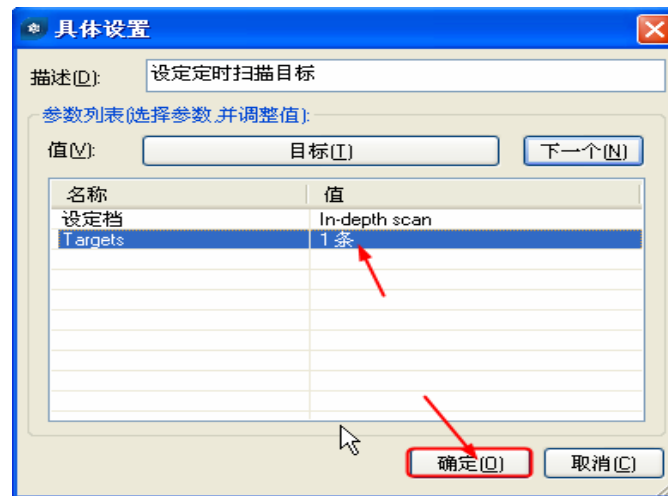 具体设置
描述(D):
设定定时扫描目标
参数列表(选择参数,并调整值):
值(V):
目标(T)
下一个(N)
名称 值
设定档 In-depth scan
Targets 1 条
确定(O)
取消(C)